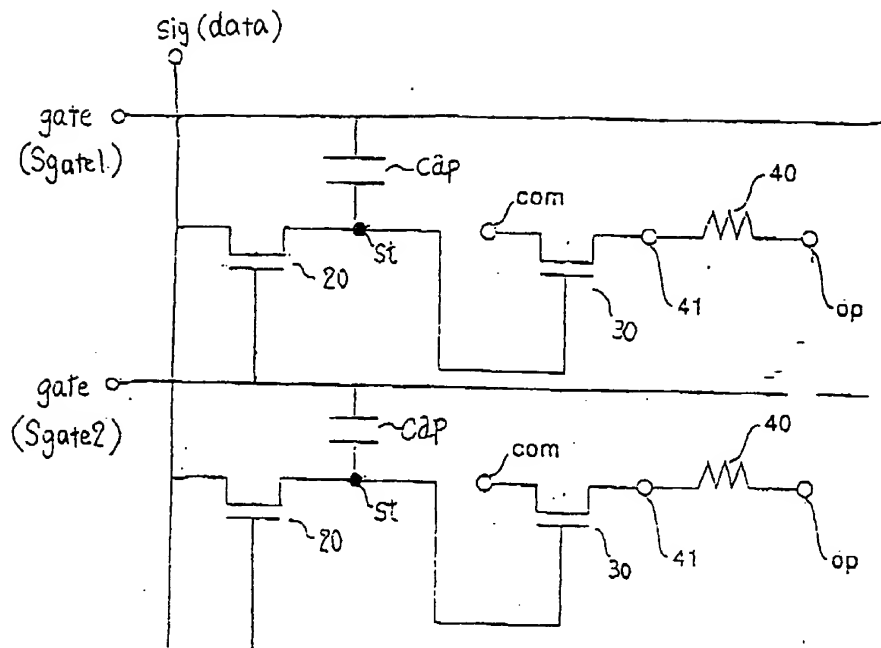 sig (data)
gate
(Sgate1.
cap
com
40
st
20
30
41
op
gate
(Sgate2)
cap
com
40
st
20
30
41
op